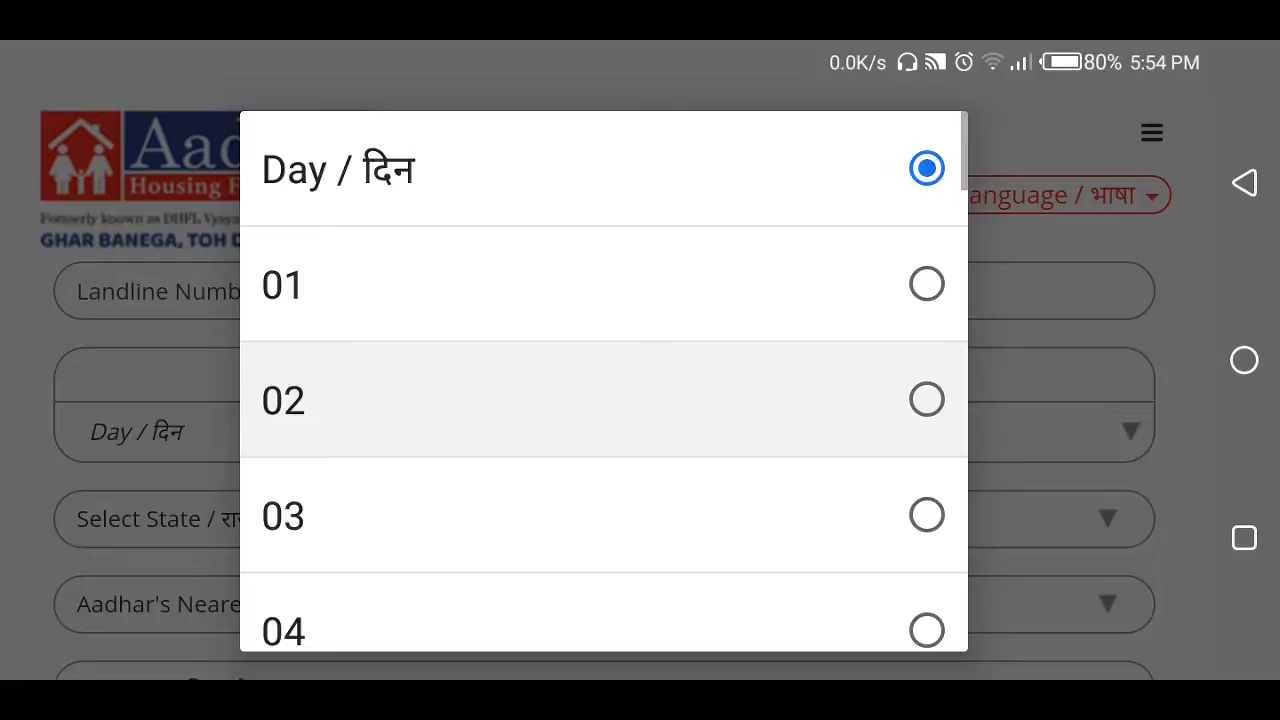 0.0K/s 80% 5:54 PM
Aad
Housing F
Formerly known as DHFL Vysya
GHAR BANEGA, TOH D
anguage / भाषा
Landline Numb
Day / दिन
Select State / रा
Aadhar's Neare
Day / दिन
01
02
03
04